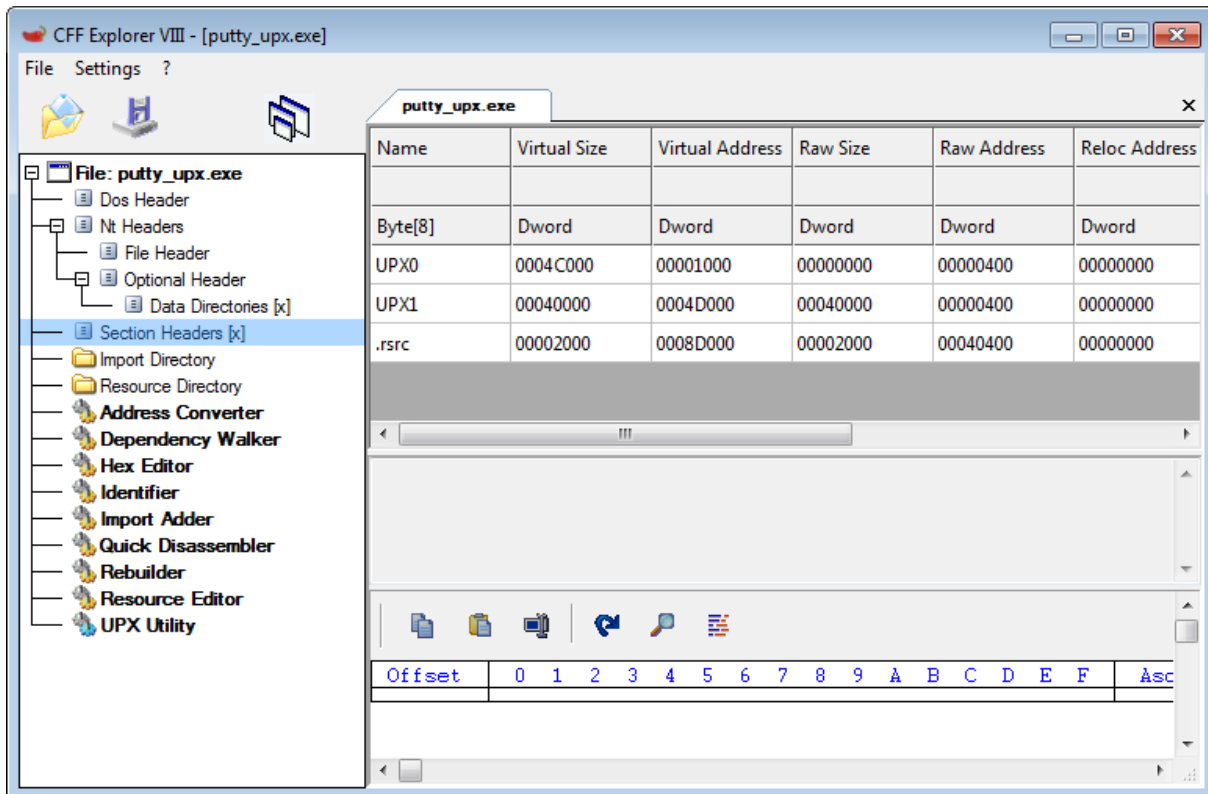 CFF Explorer VIII - [putty_upx.exe]
File Settings ?
putty_upx.exe
File: putty_upx.exe
Dos Header
Nt Headers
File Header
Optional Header
Data Directories [x]
Section Headers [x]
Import Directory
Resource Directory
Address Converter
Dependency Walker
Hex Editor
Identifier
Import Adder
Quick Disassembler
Rebuilder
Resource Editor
UPX Utility
Name Virtual Size Virtual Address Raw Size Raw Address Reloc Address
Byte[8] Dword Dword Dword Dword Dword
UPX0 0004C000 00001000 00000000 00000400 00000000
UPX1 00040000 0004D000 00040000 00000400 00000000
.rsrc 00002000 0008D000 00002000 00040400 00000000
Offset 0 1 2 3 4 5 6 7 8 9 A B C D E F Asc